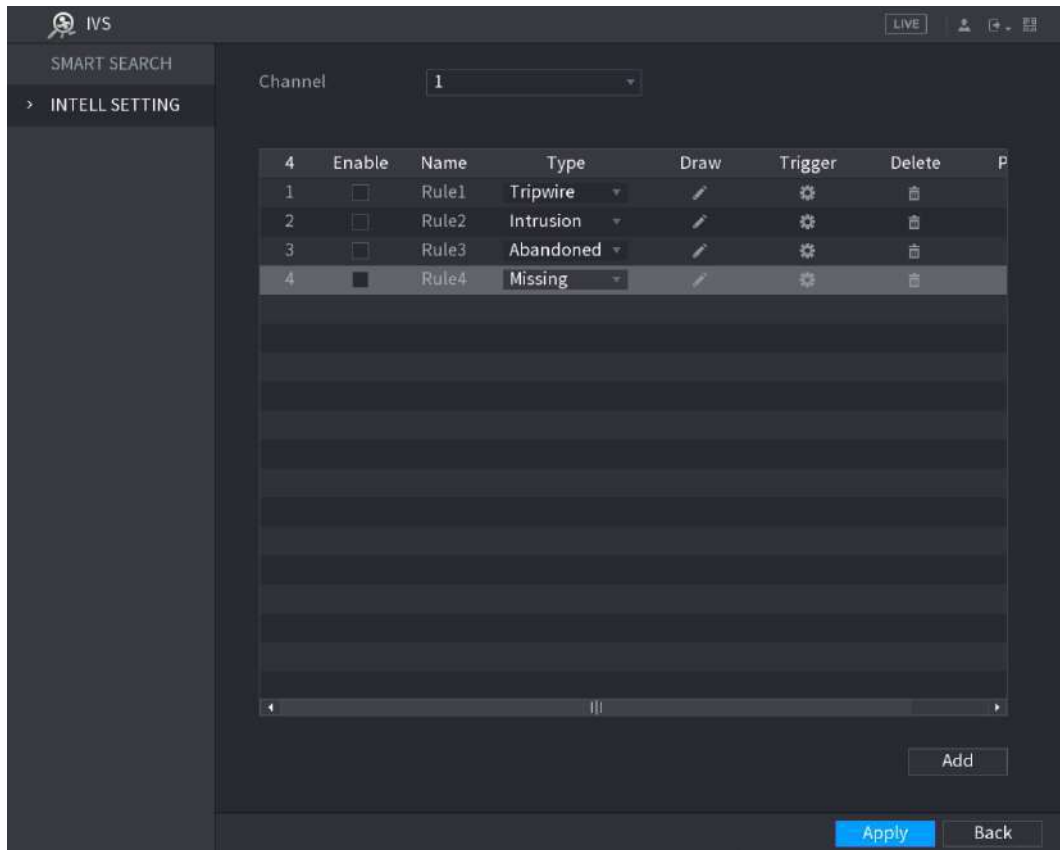 IVS LIVE
SMART SEARCH
INTELL SETTING
Channel 1
4 Enable Name Type Draw Trigger Delete P
1 Rule1 Tripwire
2 Rule2 Intrusion
3 Rule3 Abandoned
4 Rule4 Missing
Add
Apply Back